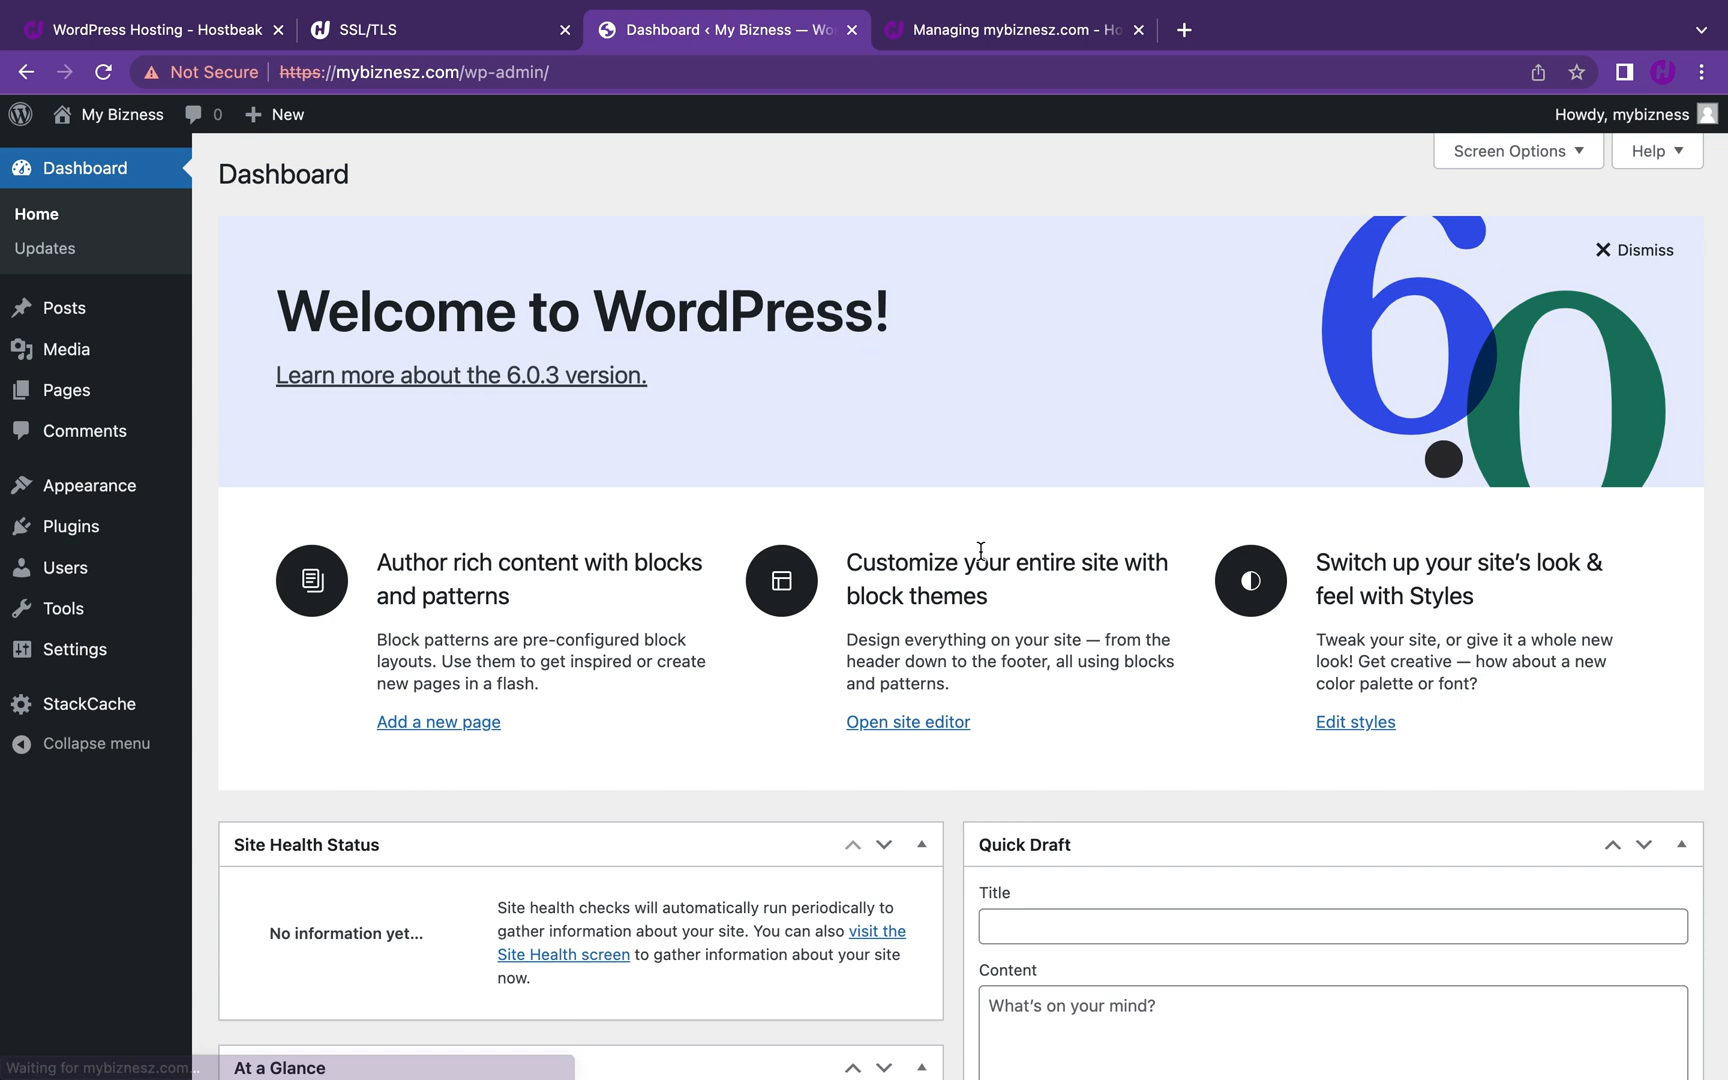 WordPress Hosting - Hostbeak
SSL/TLS
Dashboard ‹ My Bizness — Wo
Managing mybiznesz.com - Ho
Not Secure
https://mybiznesz.com/wp-admin/
My Bizness
0
New
Howdy, mybizness
Dashboard
Home
Updates
Posts
Media
Pages
Comments
Appearance
Plugins
Users
Tools
Settings
StackCache
Collapse menu
Dashboard
Screen Options
Help
Welcome to WordPress!
Learn more about the 6.0.3 version.
Dismiss
6.0
Author rich content with blocks
and patterns
Block patterns are pre-configured block
layouts. Use them to get inspired or create
new pages in a flash.
Add a new page
Customize your entire site with
block themes
Design everything on your site — from the
header down to the footer, all using blocks
and patterns.
Open site editor
Switch up your site's look &
feel with Styles
Tweak your site, or give it a whole new
look! Get creative — how about a new
color palette or font?
Edit styles
Site Health Status
No information yet...
Site health checks will automatically run periodically to
gather information about your site. You can also visit the
Site Health screen to gather information about your site
now.
At a Glance
Quick Draft
Title
Content
What's on your mind?
Waiting for mybiznesz.com...